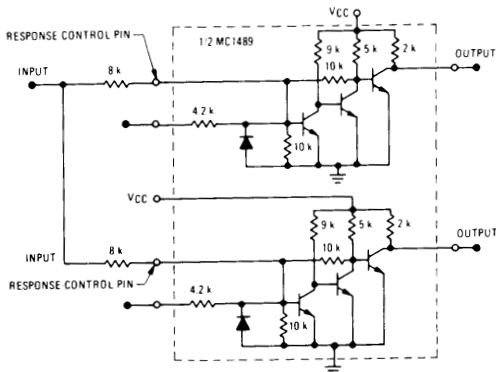 VCC
RESPONSE CONTROL PIN
1/2 MC1489
9 k
5 k
2 k
OUTPUT
INPUT
8 k
10 k
4.2 k
10 k
VCC
9 k
5 k
2 k
OUTPUT
8 k
10 k
INPUT
RESPONSE CONTROL PIN
4.2 k
10 k